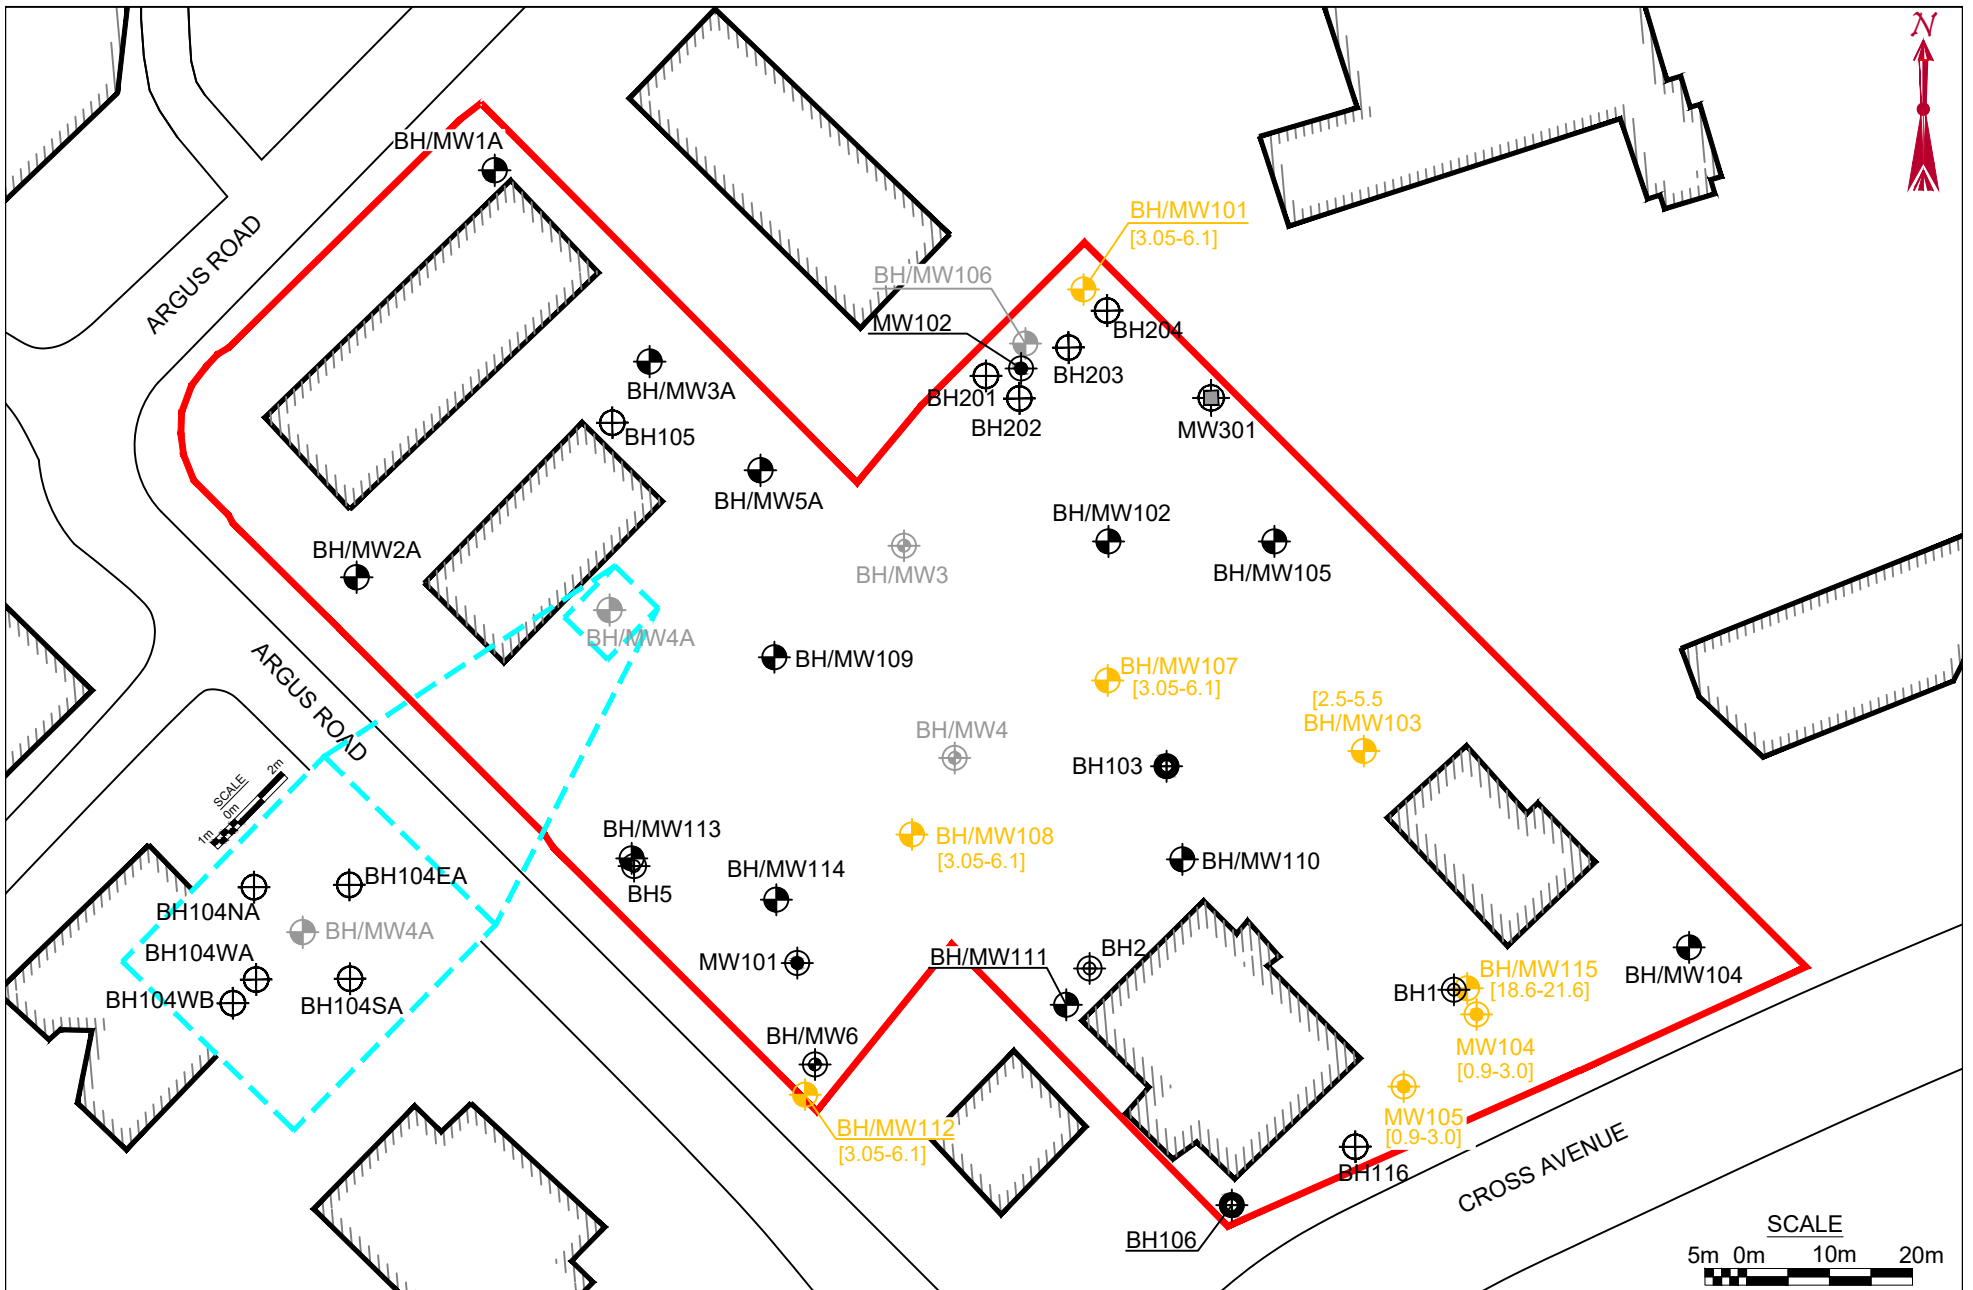 N
BH/MW1A
ARGUS ROAD
BH/MW101
[3.05-6.1]
BH/MW106
MW102
BH204
BH203
BH201
BH202
MW301
BH/MW3A
BH105
BH/MW5A
BH/MW102
BH/MW105
BH/MW2A
BH/MW3
BH/MW4A
BH/MW109
BH/MW107
[3.05-6.1]
[2.5-5.5
BH/MW103
ARGUS ROAD
BH/MW4
BH103
SCALE
1m 0m 2m
BH/MW113
BH5
BH/MW108
[3.05-6.1]
BH/MW114
BH/MW110
BH104NA
BH104EA
BH/MW4A
BH104WA
BH104WB
BH104SA
MW101
BH/MW111
BH2
BH/MW104
BH1
BH/MW115
[18.6-21.6]
MW104
[0.9-3.0]
BH/MW6
BH/MW112
[3.05-6.1]
MW105
[0.9-3.0]
BH116
BH106
CROSS AVENUE
SCALE
5m 0m 10m 20m